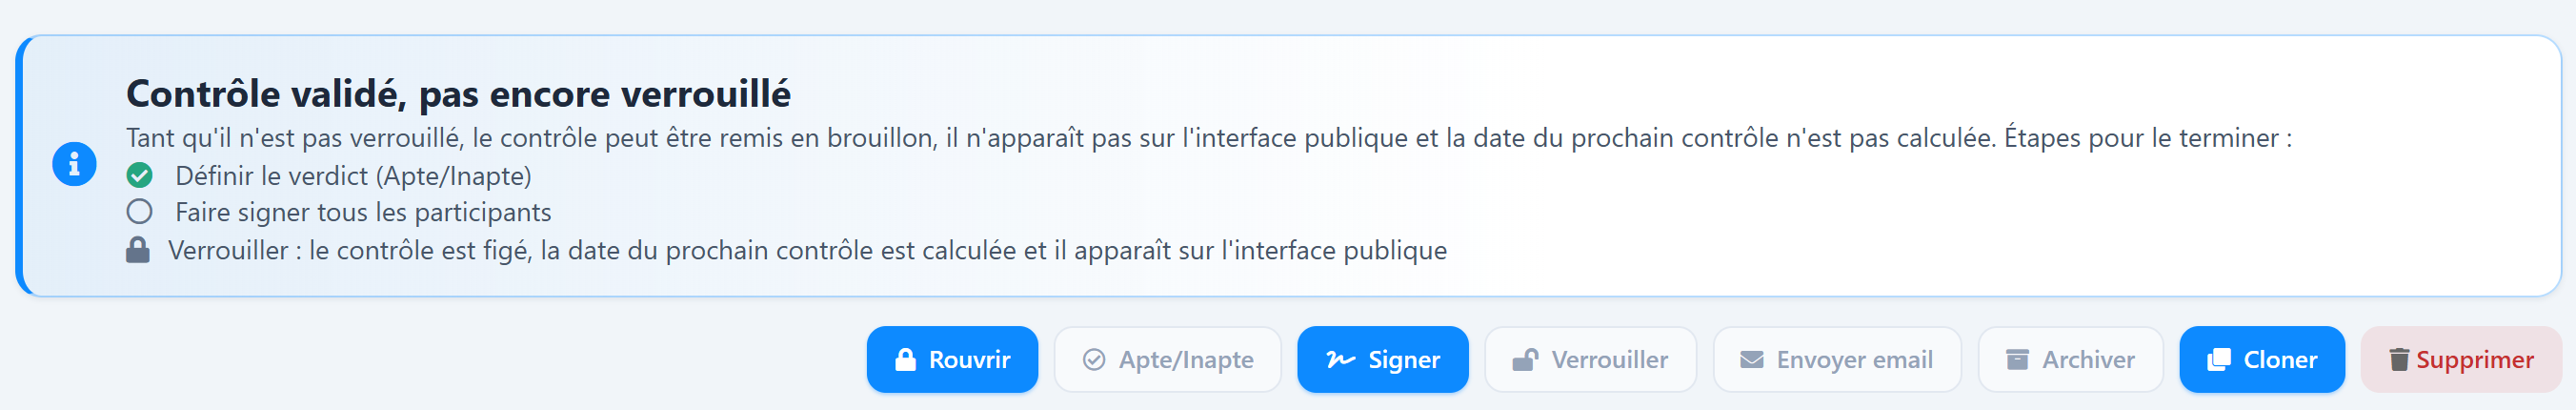 Contrôle validé, pas encore verrouillé
Tant qu'il n'est pas verrouillé, le contrôle peut être remis en brouillon, il n'apparaît pas sur l'interface publique et la date du prochain contrôle n'est pas calculée. Étapes pour le terminer :
Définir le verdict (Apte/Inapte)
Faire signer tous les participants
Verrouiller : le contrôle est figé, la date du prochain contrôle est calculée et il apparaît sur l'interface publique
Rouvrir Apte/Inapte Signer Verrouiller Envoyer email Archiver Cloner Supprimer